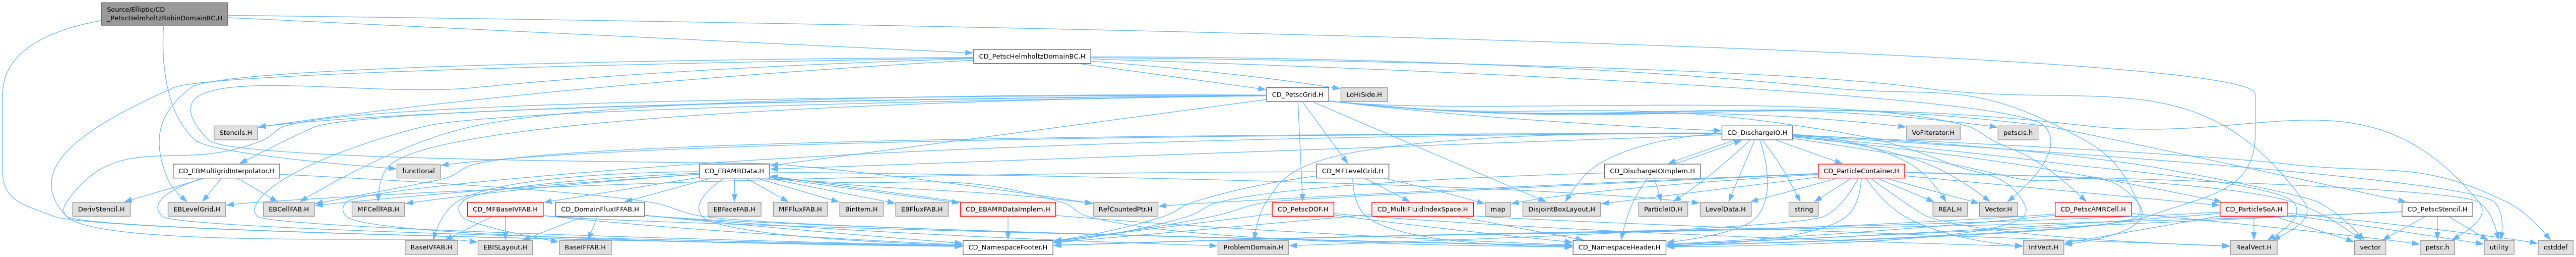 Source/Elliptic/CD
_PetscHelmholtzRobinDomainBC.H
CD_PetscHelmholtzDomainBC.H
CD_PetscGrid.H
LoHiSide.H
Stencils.H
CD_DischargeIO.H
VoFIterator.H
petscis.h
CD_EBMultigridInterpolator.H
functional
CD_EBAMRData.H
CD_MFLevelGrid.H
CD_DischargeIOImplem.H
CD_ParticleContainer.H
DerivStencil.H
EBLevelGrid.H
EBCellFAB.H
MFCellFAB.H
CD_MFBaseIVFAB.H
CD_DomainFluxIFFAB.H
EBFaceFAB.H
MFFluxFAB.H
BinItem.H
EBFluxFAB.H
CD_EBAMRDataImplem.H
RefCountedPtr.H
CD_PetscDOF.H
CD_MultiFluidIndexSpace.H
map
DisjointBoxLayout.H
ParticleIO.H
LevelData.H
string
REAL.H
Vector.H
CD_PetscAMRCell.H
CD_ParticleSoA.H
CD_PetscStencil.H
BaseIVFAB.H
EBISLayout.H
BaseIFFAB.H
CD_NamespaceFooter.H
ProblemDomain.H
CD_NamespaceHeader.H
IntVect.H
RealVect.H
vector
petsc.h
utility
cstddef